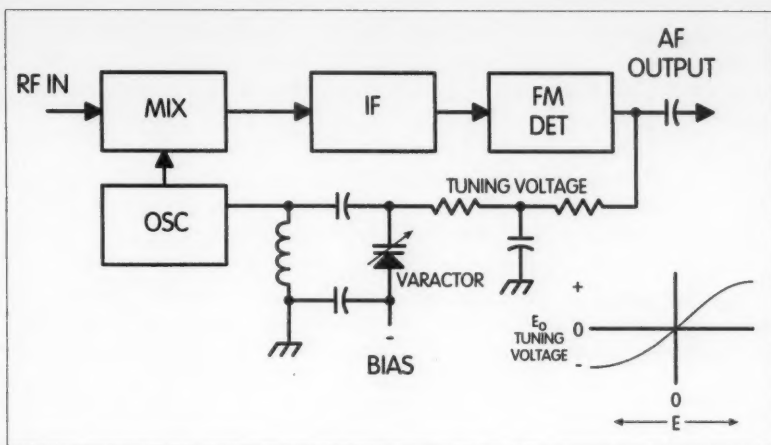 RF IN
MIX
IF
FM
DET
AF
OUTPUT
OSC
TUNING VOLTAGE
VARACTOR
-
BIAS
+
E₀
TUNING
VOLTAGE
0
-
0
E